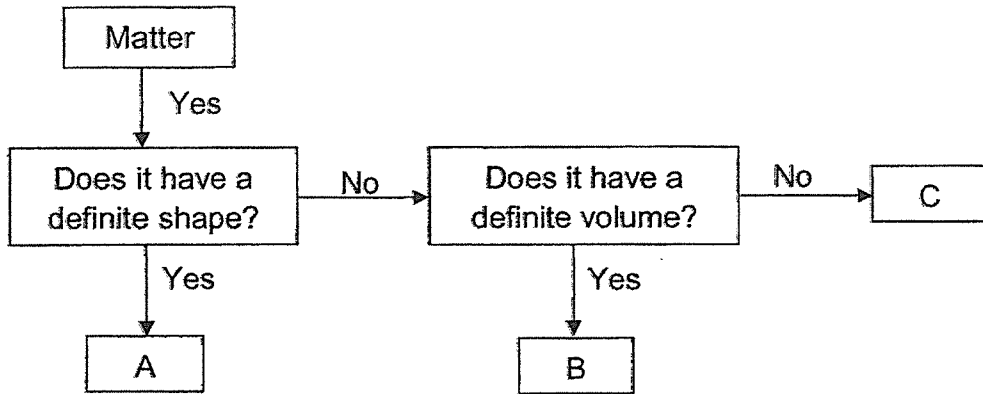 Matter
Yes
Does it have a
definite shape?
No
Does it have a
definite volume?
No
C
Yes
Yes
A
B